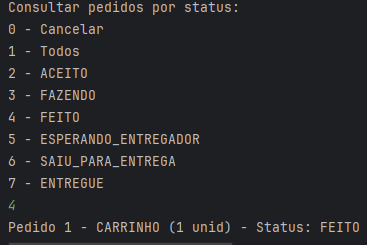 Consultar pedidos por status:
0 - Cancelar
1 - Todos
2 - ACEITO
3 - FAZENDO
4 - FEITO
5 - ESPERANDO_ENTREGADOR
6 - SAIU_PARA_ENTREGA
7 - ENTREGUE
4
Pedido 1 - CARRINHO (1 unid) - Status: FEITO